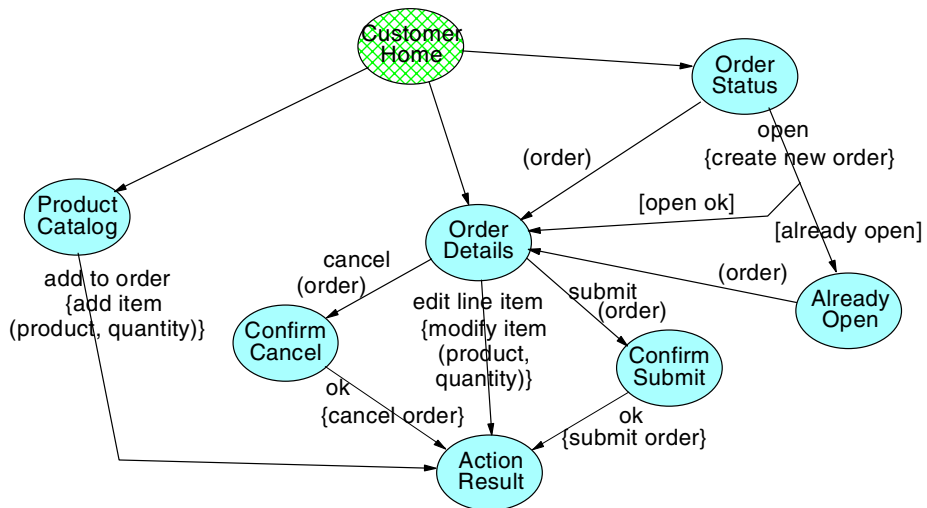 Customer
Home
Order
Status
open
{create new order}
(order)
Product
Catalog
[open ok]
Order
Details
[already open]
add to order
{add item
(product, quantity)}
cancel
(order)
edit line item
{modify item
(product,
quantity)}
submit
(order)
(order)
Already
Open
Confirm
Cancel
Confirm
Submit
ok
{cancel order}
ok
{submit order}
Action
Result